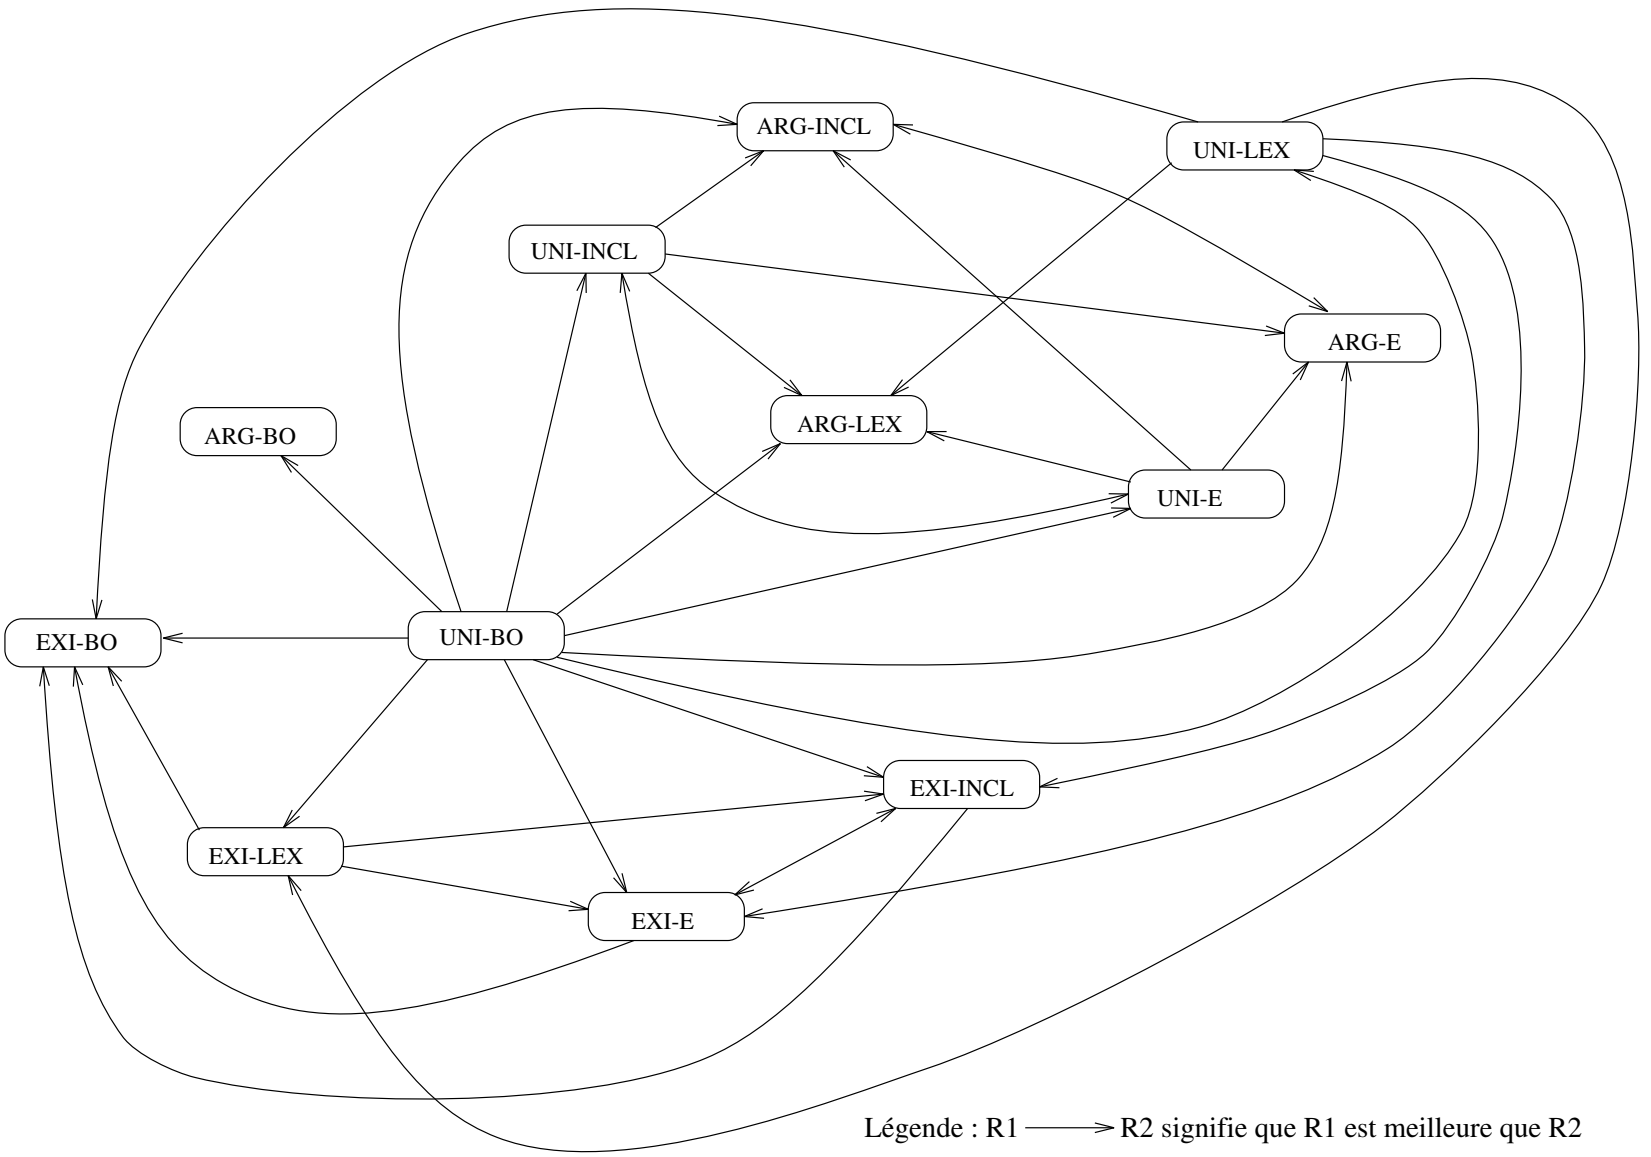 ARG-INCL
UNI-LEX
UNI-INCL
ARG-E
ARG-LEX
ARG-BO
UNI-E
UNI-BO
EXI-BO
EXI-INCL
EXI-LEX
EXI-E
Légende : R1 R2 signifie que R1 est meilleure que R2